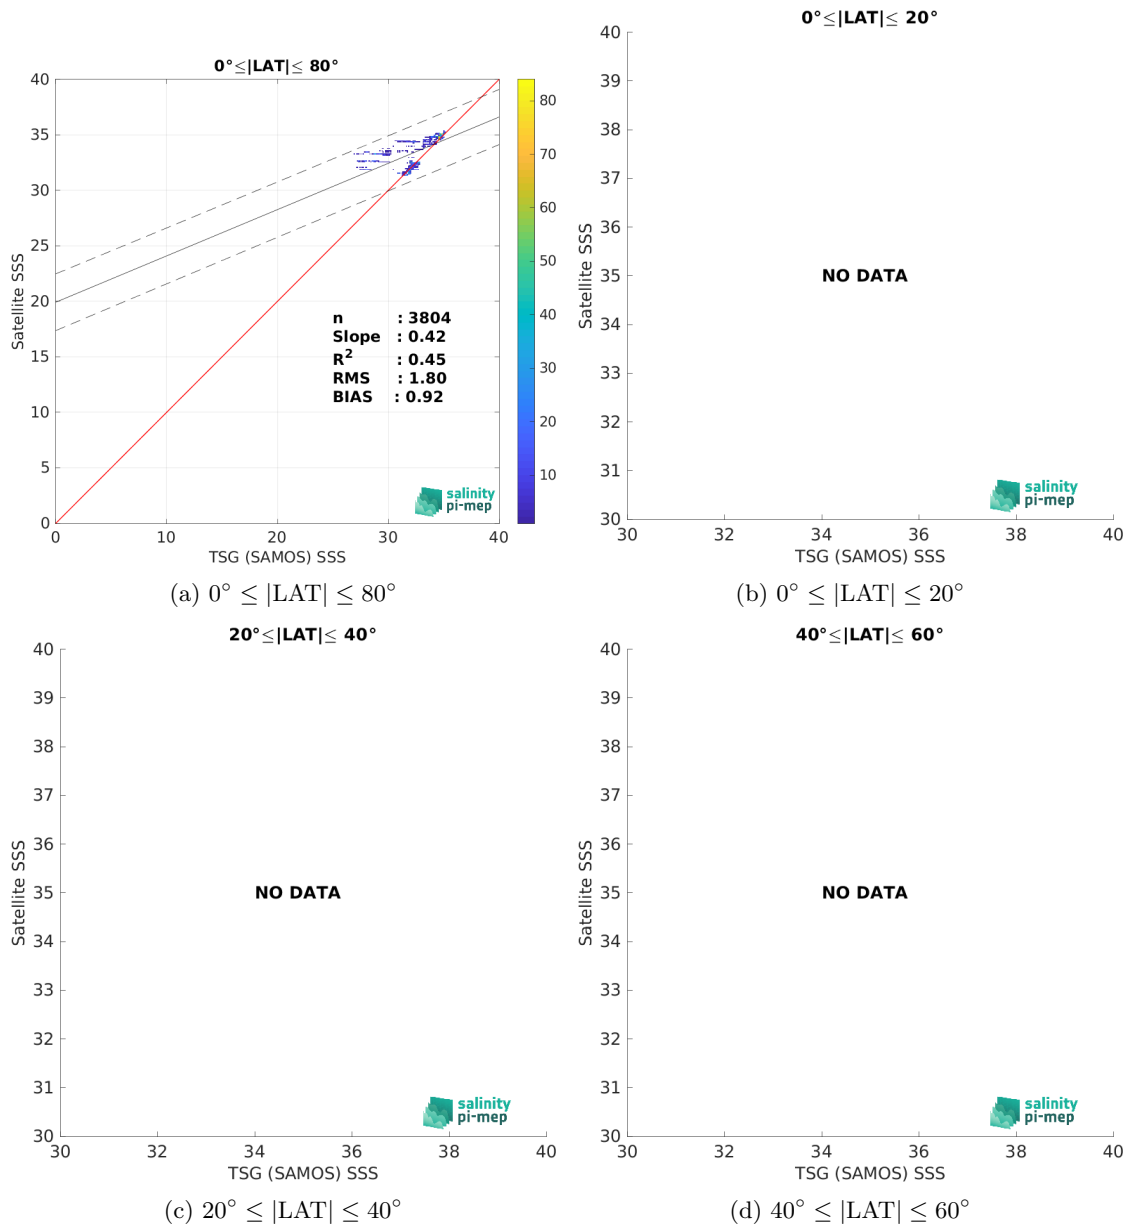 0°≤|LAT|≤ 80°
40
35
30
25
20
15
10
5
0
Satellite SSS
0
10
20
30
40
TSG (SAMOS) SSS
80
70
60
50
40
30
20
10
n : 3804
Slope : 0.42
R² : 0.45
RMS : 1.80
BIAS : 0.92
salinity
pi-mep
(a) 0° ≤ |LAT| ≤ 80°
0°≤|LAT|≤ 20°
40
39
38
37
36
35
34
33
32
31
30
Satellite SSS
NO DATA
salinity
pi-mep
30
32
34
36
38
40
TSG (SAMOS) SSS
(b) 0° ≤ |LAT| ≤ 20°
20°≤|LAT|≤ 40°
40
39
38
37
36
35
34
33
32
31
30
Satellite SSS
NO DATA
salinity
pi-mep
30
32
34
36
38
40
TSG (SAMOS) SSS
(c) 20° ≤ |LAT| ≤ 40°
40°≤|LAT|≤ 60°
40
39
38
37
36
35
34
33
32
31
30
Satellite SSS
NO DATA
salinity
pi-mep
30
32
34
36
38
40
TSG (SAMOS) SSS
(d) 40° ≤ |LAT| ≤ 60°